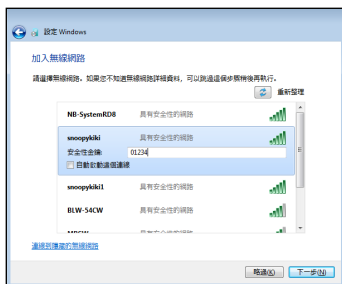 設定 Windows
加入無線網路
請選擇無線網路。如果您不知道無線網路詳細資料，可以跳過這個步驟稍後再執行。
重新整理
NB-SystemRD8 具有安全性的網路
snoopykiki 具有安全性的網路
安全性金鑰: 01234
自動啟動這個連線
snoopykiki1 具有安全性的網路
BLW-54CW 具有安全性的網路
連線到隱藏的無線網路
略過(K) 下一步(N)